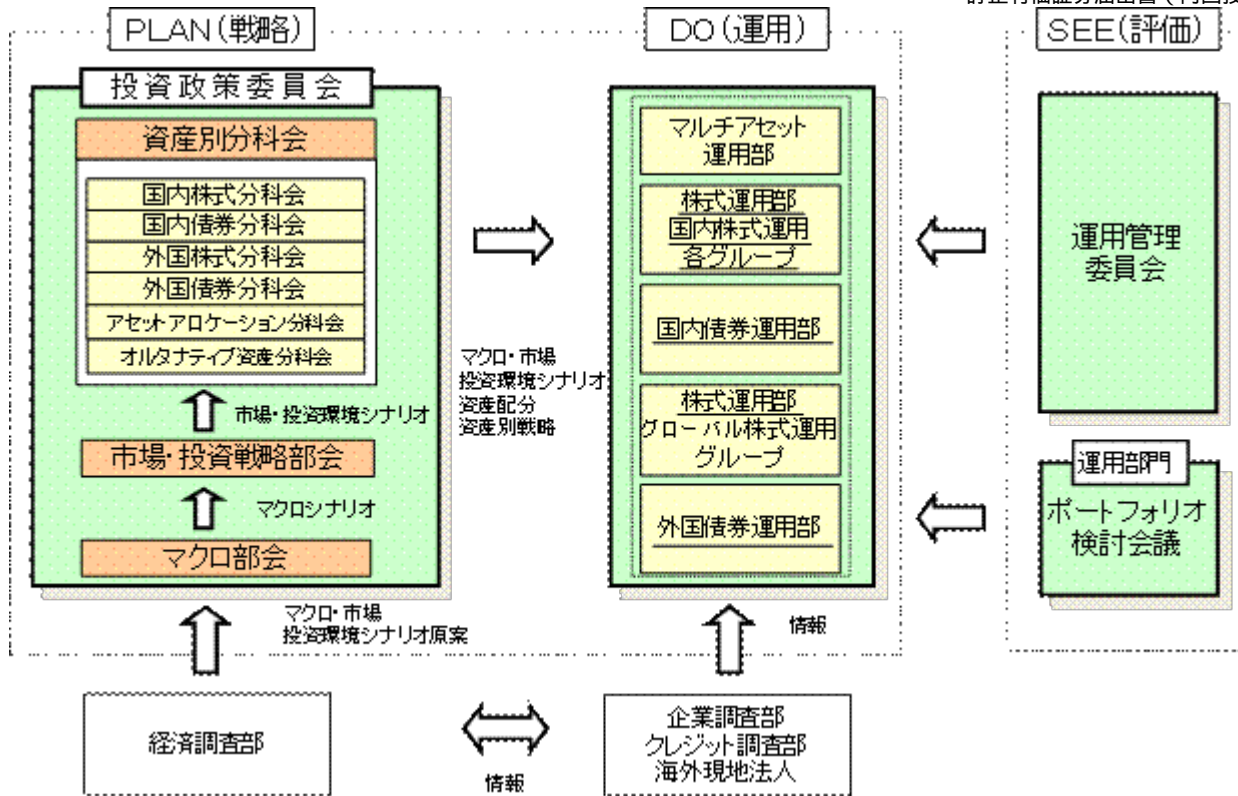 PLAN(戦略)
投資政策委員会
資産別分科会
国内株式分科会
国内債券分科会
外国株式分科会
外国債券分科会
アセットアロケーション分科会
オルタナティブ資産分科会
市場・投資環境シナリオ
市場・投資戦略部会
マクロシナリオ
マクロ部会
マクロ・市場
投資環境シナリオ原案
経済調査部
マクロ・市場
投資環境シナリオ
資産配分
資産別戦略
情報
DO(運用)
マルチアセット
運用部
株式運用部
国内株式運用
各グループ
国内債券運用部
株式運用部
グローバル株式運用
グループ
外国債券運用部
情報
企業調査部
クレジット調査部
海外現地法人
SEE(評価)
運用管理
委員会
運用部門
ポートフォリオ
検討会議